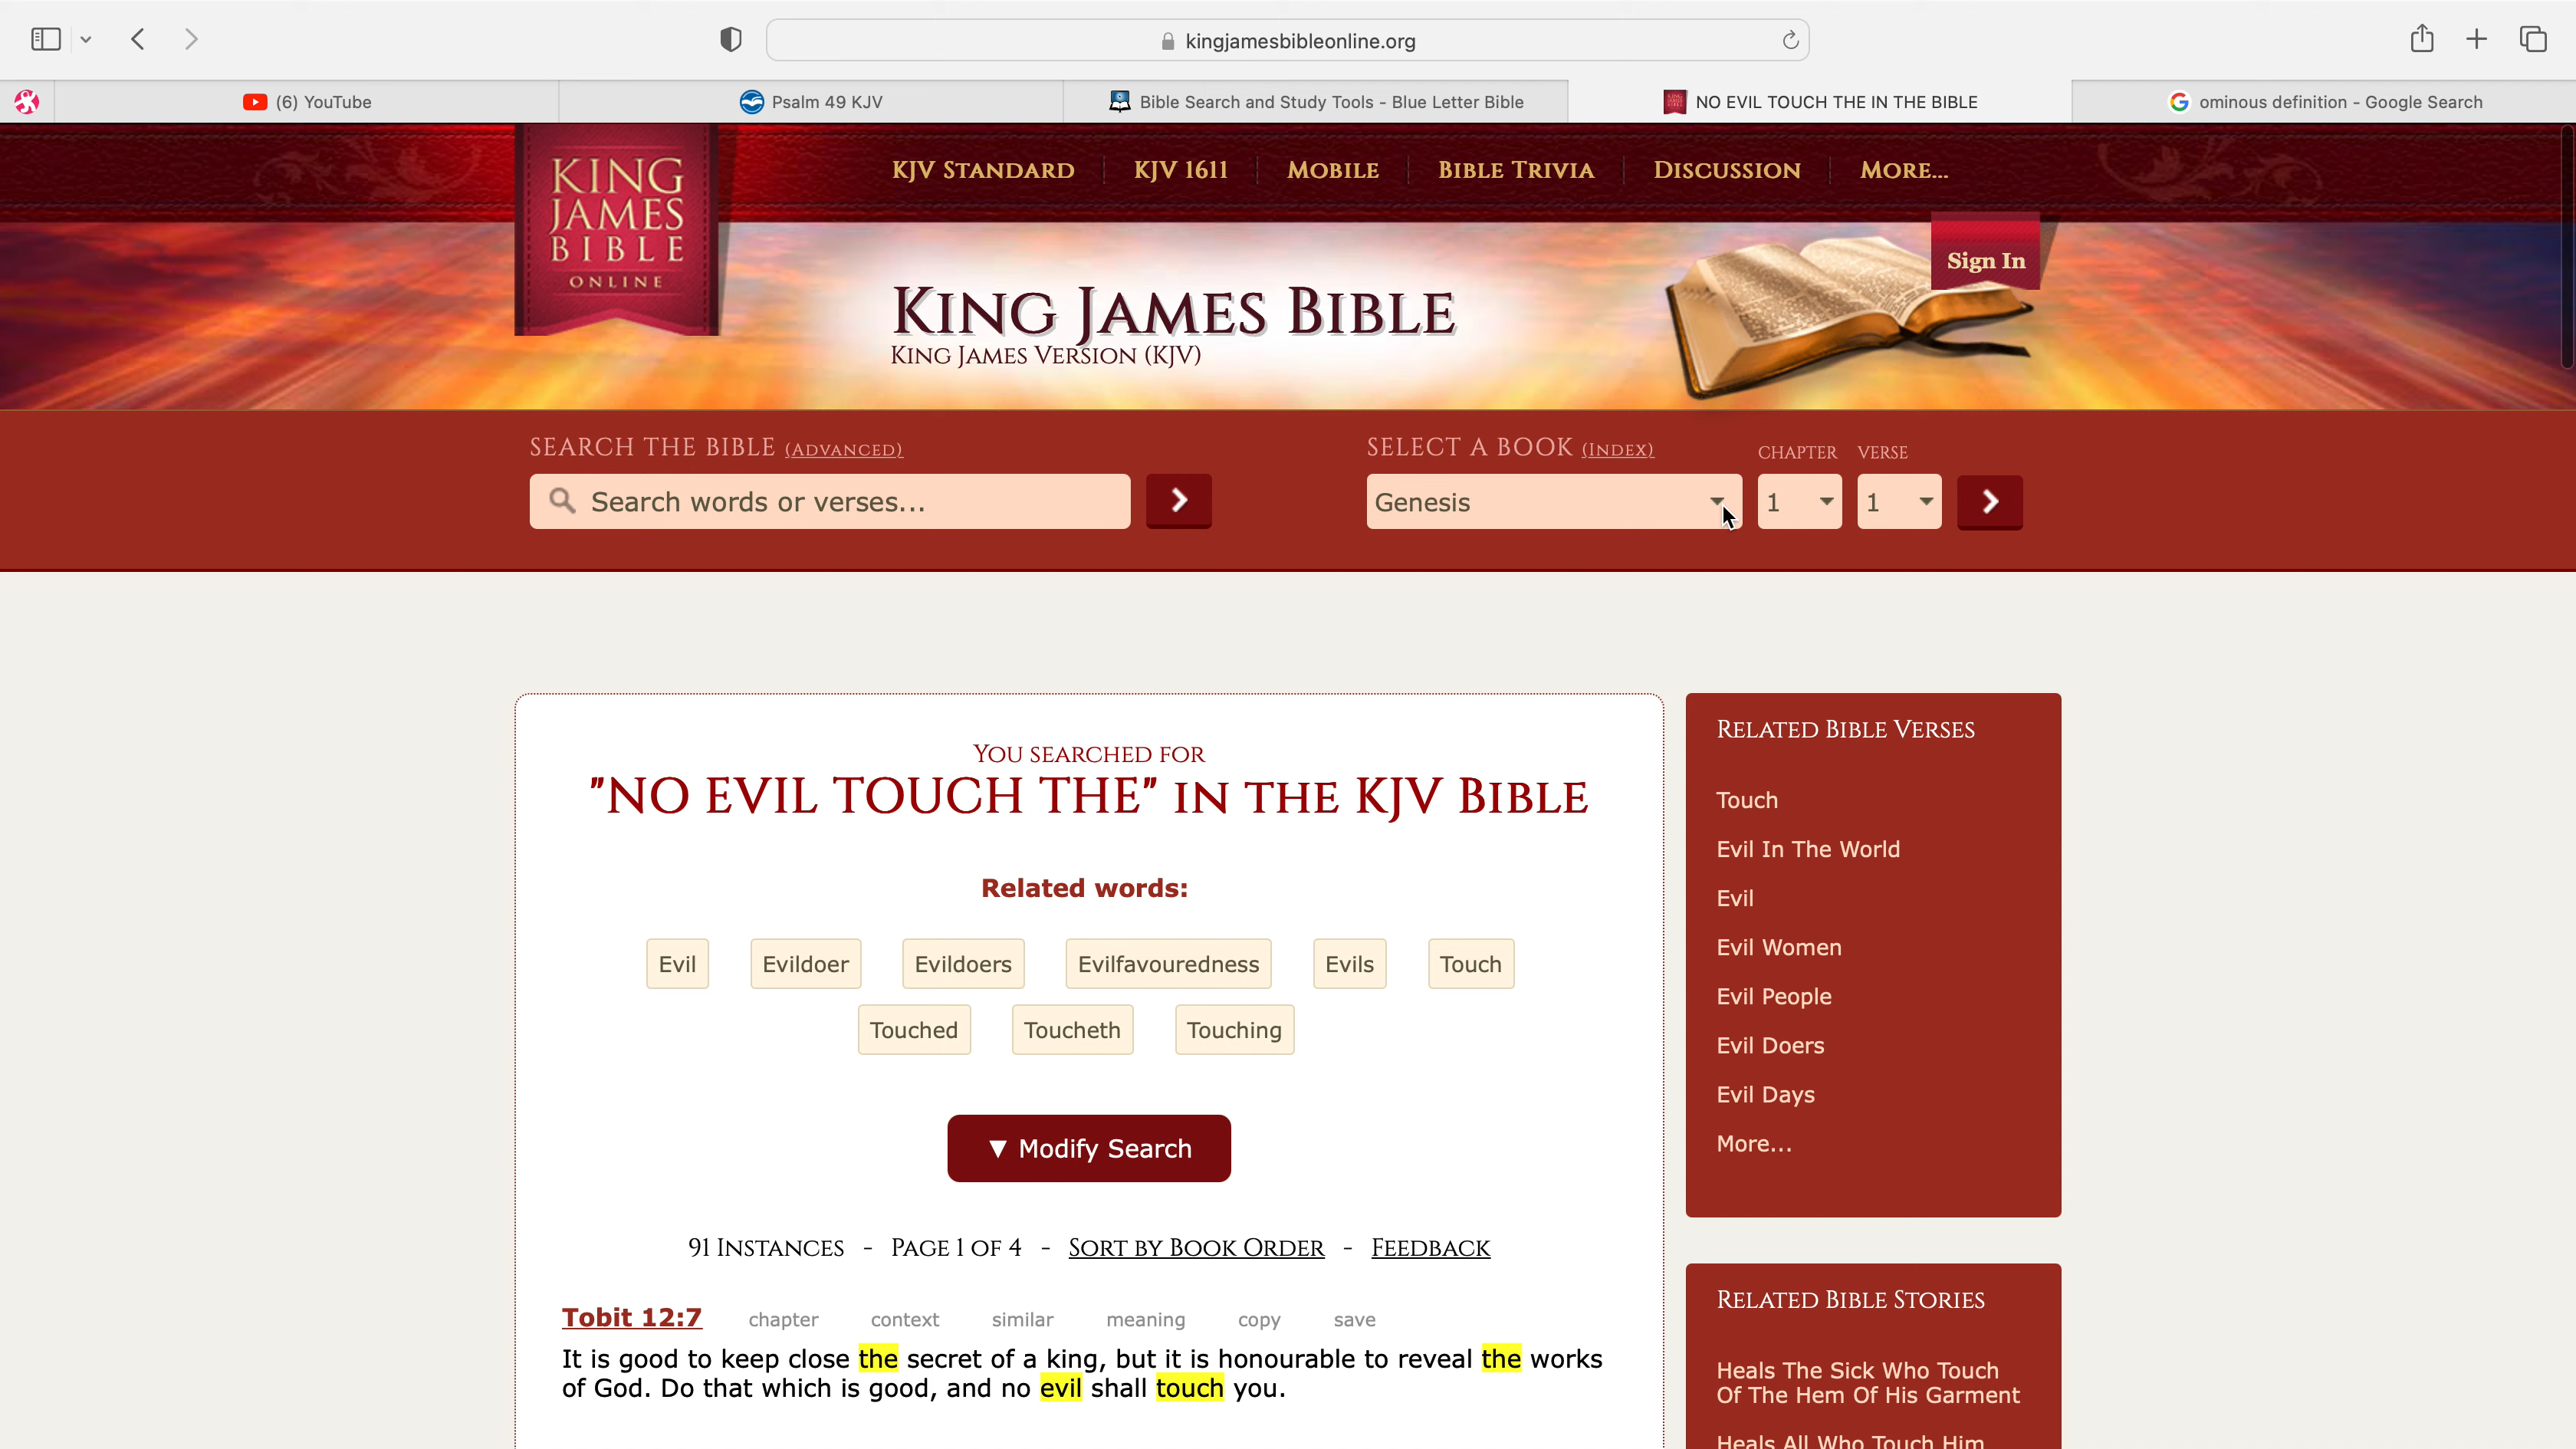 kingjamesbibleonline.org
(6) YouTube
Psalm 49 KJV
Bible Search and Study Tools - Blue Letter Bible
NO EVIL TOUCH THE IN THE BIBLE
ominous definition - Google Search
KING
JAMES
BIBLE
ONLINE
KJV STANDARD
KJV 1611
MOBILE
BIBLE TRIVIA
DISCUSSION
MORE...
Sign In
KING JAMES BIBLE
KING JAMES VERSION (KJV)
SEARCH THE BIBLE (ADVANCED)
Search words or verses...
SELECT A BOOK (INDEX)
CHAPTER
VERSE
Genesis
1
1
YOU SEARCHED FOR
"NO EVIL TOUCH THE" IN THE KJV BIBLE
Related words:
Evil
Evildoer
Evildoers
Evilfavouredness
Evils
Touch
Touched
Toucheth
Touching
▼ Modify Search
91 INSTANCES - PAGE 1 OF 4 - SORT BY BOOK ORDER - FEEDBACK
Tobit 12:7 chapter context similar meaning copy save
It is good to keep close the secret of a king, but it is honourable to reveal the works
of God. Do that which is good, and no evil shall touch you.
RELATED BIBLE VERSES
Touch
Evil In The World
Evil
Evil Women
Evil People
Evil Doers
Evil Days
More...
RELATED BIBLE STORIES
Heals The Sick Who Touch
Of The Hem Of His Garment
Heals All Who Touch Him